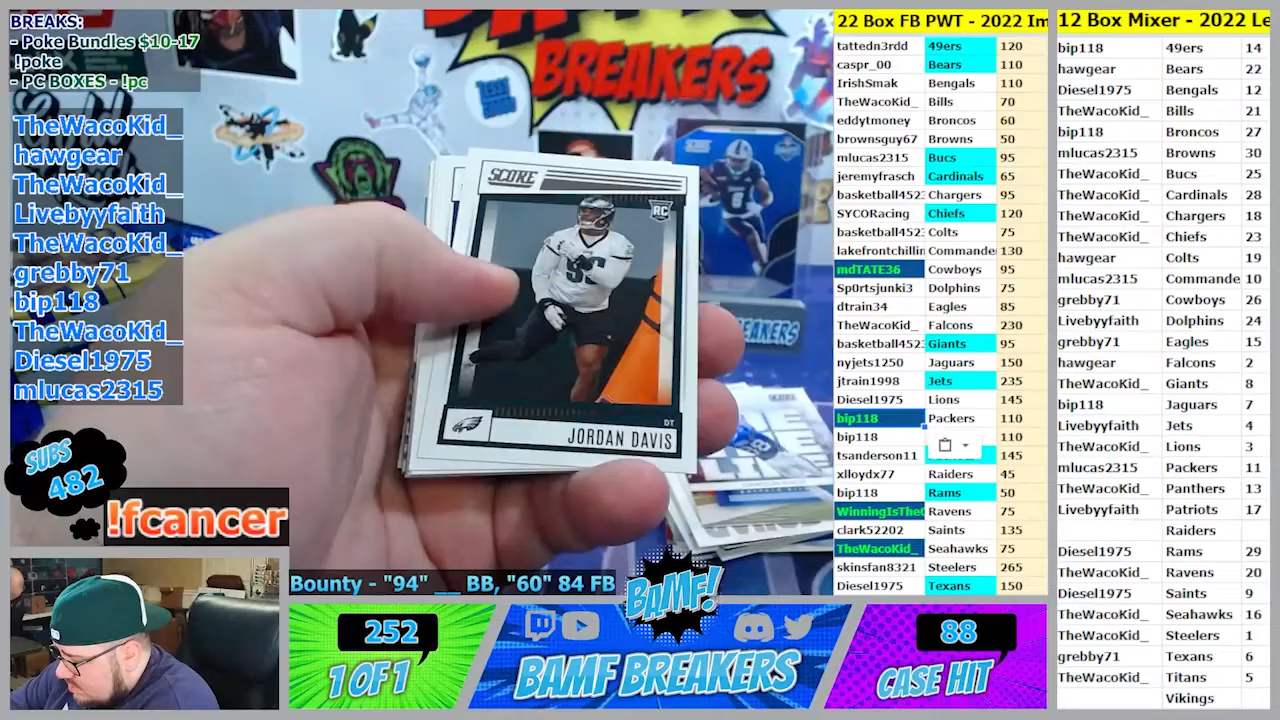 BREAKS:
- Poke Bundles $10-17
!poke
- PC BOXES - !pc
TheWacoKid_
hawgear
TheWacoKid_
Livebyyfaith
TheWacoKid_
grebby71
bip118
TheWacoKid_
Diesel1975
mlucas2315
SUBS
482
!fcancer
BREAKERS
SCORE
RC
DT
JORDAN DAVIS
BREAKERS
Bounty - "94" __ BB, "60" 84 FB
BAMF!
252
1 OF 1
BAMF BREAKERS
88
CASE HIT
22 Box FB PWT - 2022 Im
tattedn3rdd 49ers 120
caspr_00 Bears 110
IrishSmak Bengals 110
TheWacoKid_ Bills 70
eddytmoney Broncos 60
brownsguy67 Browns 50
mlucas2315 Bucs 95
jeremyfrasch Cardinals 65
basketball4523 Chargers 95
SYCORacing Chiefs 120
basketball4523 Colts 75
lakefrontchillin Commander 130
mdTATE36 Cowboys 95
Sp0rtsjunki3 Dolphins 75
dtrain34 Eagles 85
TheWacoKid_ Falcons 230
basketball4523 Giants 95
nyjets1250 Jaguars 150
jtrain1998 Jets 235
Diesel1975 Lions 145
bip118 Packers 110
bip118 110
tsanderson11 145
xlloydx77 Raiders 45
bip118 Rams 50
WinningIsTheO Ravens 75
clark52202 Saints 135
TheWacoKid_ Seahawks 75
skinsfan8321 Steelers 265
Diesel1975 Texans 150
12 Box Mixer - 2022 Le
bip118 49ers 14
hawgear Bears 22
Diesel1975 Bengals 12
TheWacoKid_ Bills 21
bip118 Broncos 27
mlucas2315 Browns 30
TheWacoKid_ Bucs 25
TheWacoKid_ Cardinals 28
TheWacoKid_ Chargers 18
TheWacoKid_ Chiefs 23
hawgear Colts 19
mlucas2315 Commande 10
grebby71 Cowboys 26
Livebyyfaith Dolphins 24
grebby71 Eagles 15
hawgear Falcons 2
TheWacoKid_ Giants 8
bip118 Jaguars 7
Livebyyfaith Jets 4
TheWacoKid_ Lions 3
mlucas2315 Packers 11
TheWacoKid_ Panthers 13
Livebyyfaith Patriots 17
Raiders
Diesel1975 Rams 29
TheWacoKid_ Ravens 20
Diesel1975 Saints 9
TheWacoKid_ Seahawks 16
TheWacoKid_ Steelers 1
grebby71 Texans 6
TheWacoKid_ Titans 5
Vikings